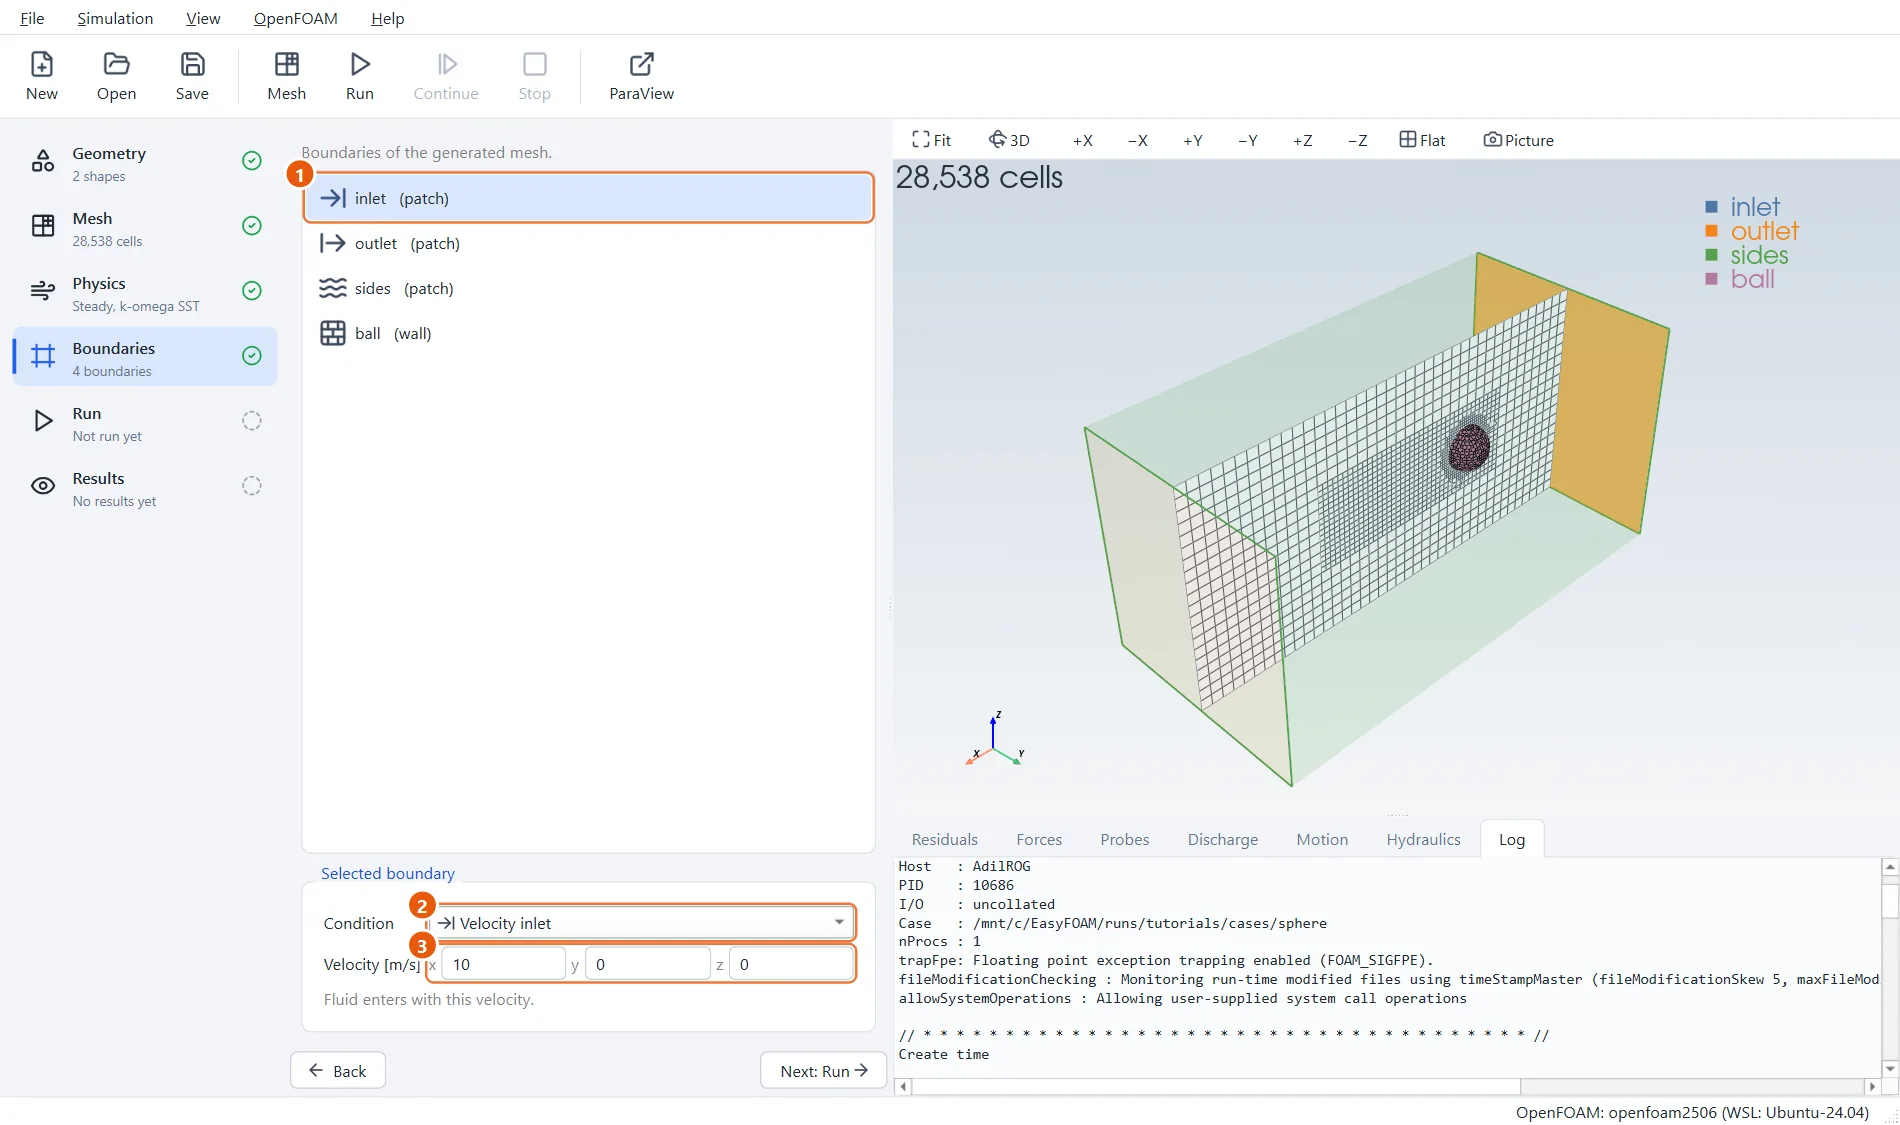 File Simulation View OpenFOAM Help
New Open Save Mesh Run Continue Stop ParaView
Geometry
2 shapes
Mesh
28,538 cells
Physics
Steady, k-omega SST
Boundaries
4 boundaries
Run
Not run yet
Results
No results yet
Boundaries of the generated mesh.
1
inlet (patch)
outlet (patch)
sides (patch)
ball (wall)
Selected boundary
2
Condition Velocity inlet
3
Velocity [m/s] x 10 y 0 z 0
Fluid enters with this velocity.
Back Next: Run
Fit 3D +X −X +Y −Y +Z −Z Flat Picture
28,538 cells
inlet
outlet
sides
ball
Z
X Y
Residuals Forces Probes Discharge Motion Hydraulics Log
Host : AdilROG
PID : 10686
I/O : uncollated
Case : /mnt/c/EasyFOAM/runs/tutorials/cases/sphere
nProcs : 1
trapFpe: Floating point exception trapping enabled (FOAM_SIGFPE).
fileModificationChecking : Monitoring run-time modified files using timeStampMaster (fileModificationSkew 5, maxFileMod
allowSystemOperations : Allowing user-supplied system call operations
// * * * * * * * * * * * * * * * * * * * * * * * * * * * * * * * * * * * * * //
Create time
OpenFOAM: openfoam2506 (WSL: Ubuntu-24.04)